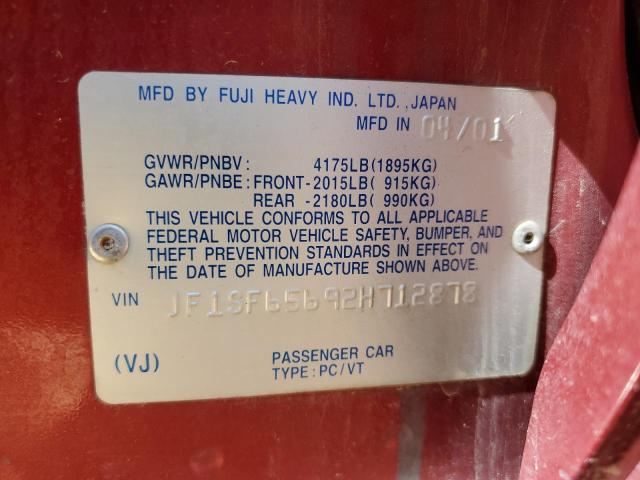 MFD BY FUJI HEAVY IND. LTD.,JAPAN
MFD IN 04/01
GVWR/PNBV: 4175LB(1895KG)
GAWR/PNBE: FRONT-2015LB( 915KG)
REAR -2180LB( 990KG)
THIS VEHICLE CONFORMS TO ALL APPLICABLE
FEDERAL MOTOR VEHICLE SAFETY, BUMPER, AND
THEFT PREVENTION STANDARDS IN EFFECT ON
THE DATE OF MANUFACTURE SHOWN ABOVE.
VIN JF1SF65692H712878
(VJ) PASSENGER CAR
TYPE:PC/VT